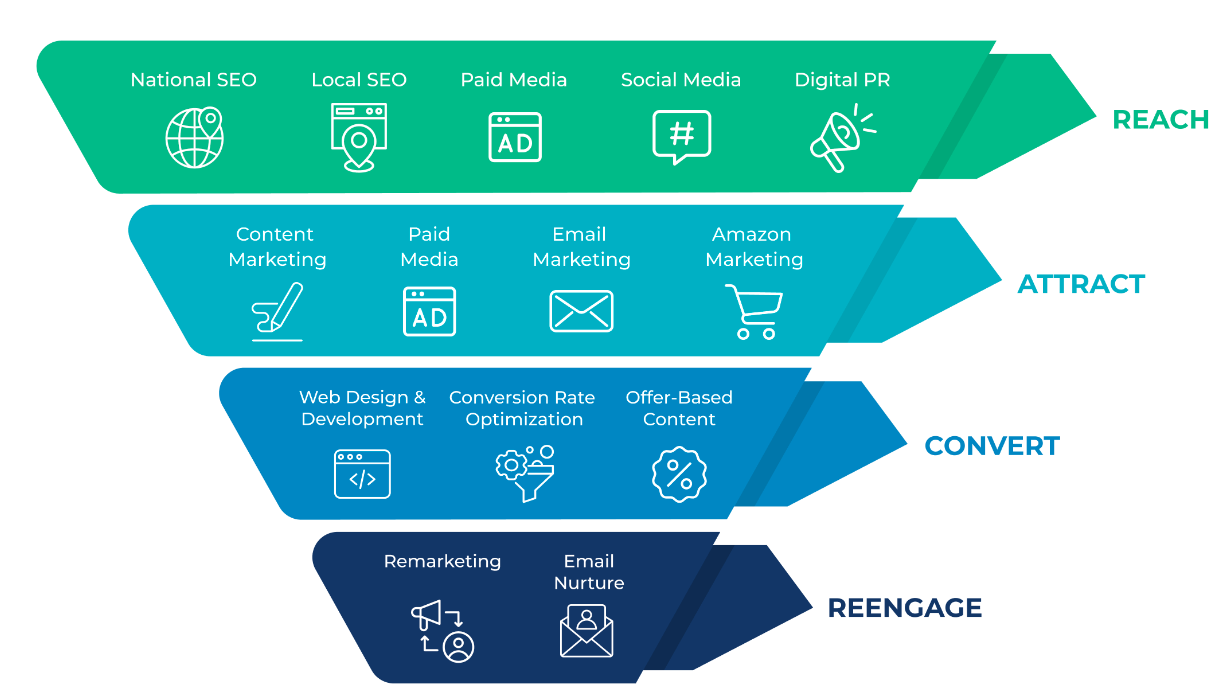 National SEO
Local SEO
Paid Media
Social Media
Digital PR
AD
#
REACH
Content
Marketing
Paid
Media
Email
Marketing
Amazon
Marketing
AD
ATTRACT
Web Design &
Development
Conversion Rate
Optimization
Offer-Based
Content
</>
%
CONVERT
Remarketing
Email
Nurture
REENGAGE